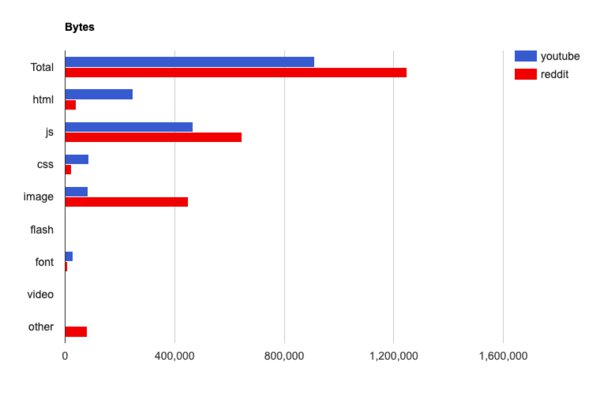 Bytes
youtube
reddit
Total
html
js
css
image
flash
font
video
other
0 400,000 800,000 1,200,000 1,600,000